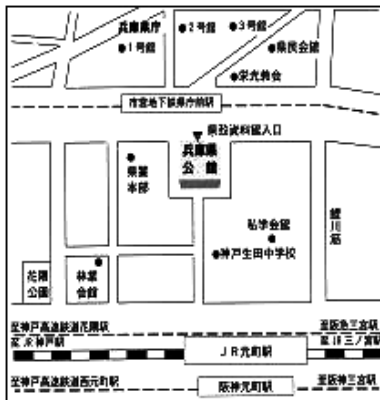 兵庫県庁
●1号館
●2号館
●3号館
●県民会館
●栄光教会
市営地下鉄県庁前駅
県政資料館入口
兵庫県
公館
県警
本部
私学会館
●神戸生田中学校
鯉川筋
花隈
公園
林業
会館
至神戸高速鉄道花隈駅
至阪急三宮駅
至JR神戸駅
JR元町駅
至JR三ノ宮駅
至神戸高速鉄道西元町駅
阪神元町駅
至阪神三宮駅